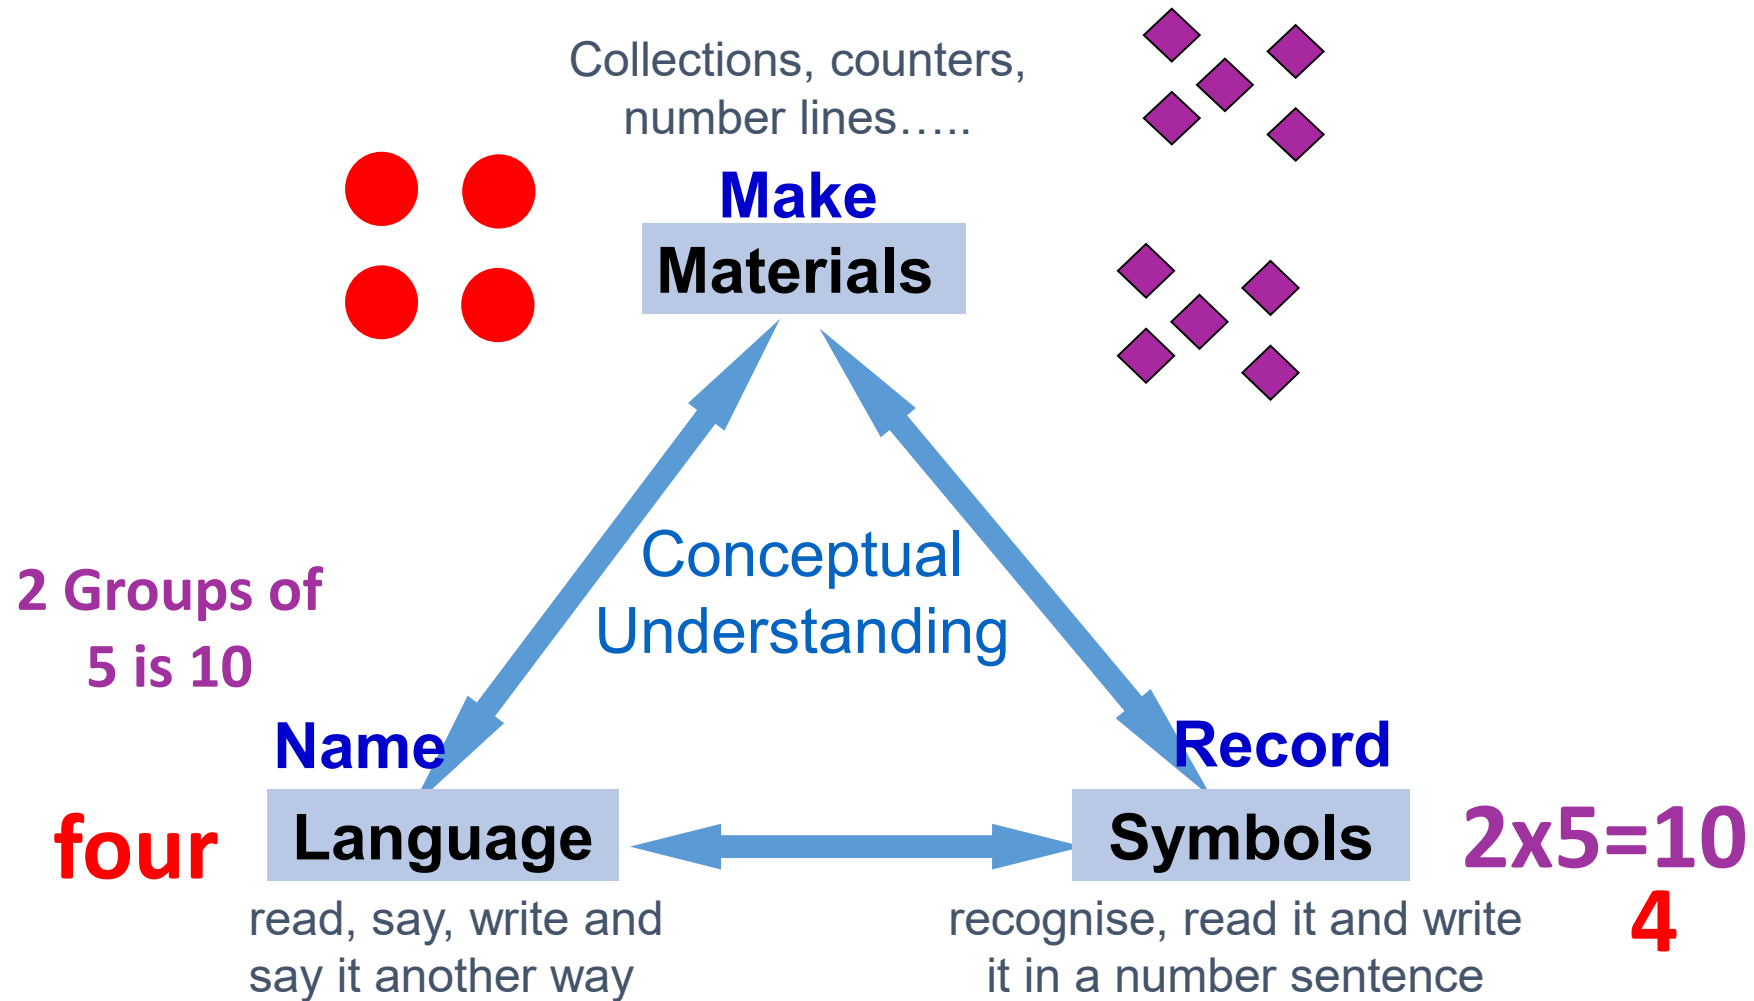 Collections, counters,
number lines…..
Make
Materials
Conceptual
Understanding
2 Groups of
5 is 10
Name
Record
four
Language
Symbols
2x5=10
4
read, say, write and
say it another way
recognise, read it and write
it in a number sentence